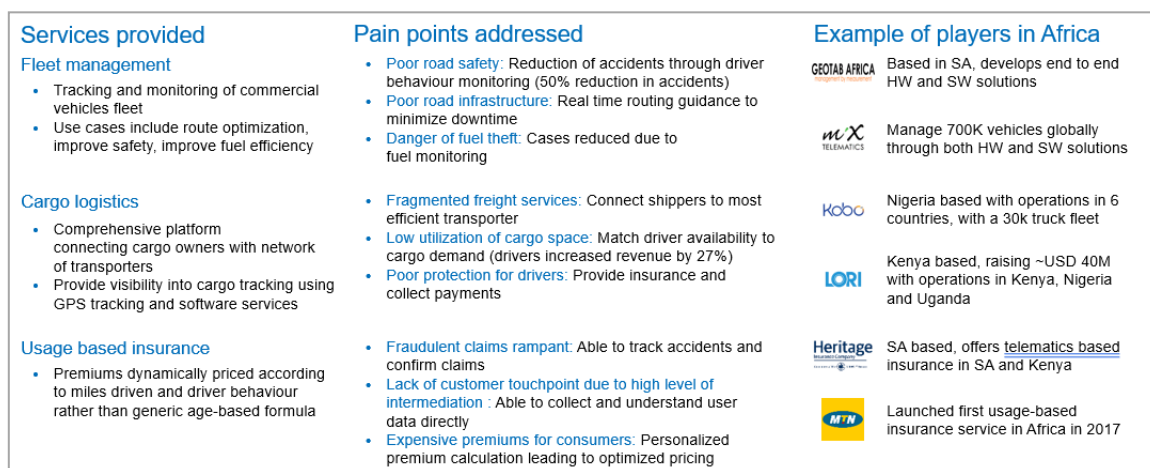 Services provided
Pain points addressed
Example of players in Africa
Fleet management
• Tracking and monitoring of commercial
vehicles fleet
• Use cases include route optimization,
improve safety, improve fuel efficiency
• Poor road safety: Reduction of accidents through driver
behaviour monitoring (50% reduction in accidents)
• Poor road infrastructure: Real time routing guidance to
minimize downtime
• Danger of fuel theft: Cases reduced due to
fuel monitoring
GEOTAB AFRICA
management by measurement
Based in SA, develops end to end
HW and SW solutions
m'X
TELEMATICS
Manage 700K vehicles globally
through both HW and SW solutions
Cargo logistics
• Comprehensive platform
connecting cargo owners with network
of transporters
• Provide visibility into cargo tracking using
GPS tracking and software services
• Fragmented freight services: Connect shippers to most
efficient transporter
• Low utilization of cargo space: Match driver availability to
cargo demand (drivers increased revenue by 27%)
• Poor protection for drivers: Provide insurance and
collect payments
Kobo
Nigeria based with operations in 6
countries, with a 30k truck fleet
LORI
Kenya based, raising ~USD 40M
with operations in Kenya, Nigeria
and Uganda
Usage based insurance
• Premiums dynamically priced according
to miles driven and driver behaviour
rather than generic age-based formula
• Fraudulent claims rampant: Able to track accidents and
confirm claims
• Lack of customer touchpoint due to high level of
intermediation : Able to collect and understand user
data directly
• Expensive premiums for consumers: Personalized
premium calculation leading to optimized pricing
Heritage
Insurance Company
SA based, offers telematics based
insurance in SA and Kenya
MTN
Launched first usage-based
insurance service in Africa in 2017